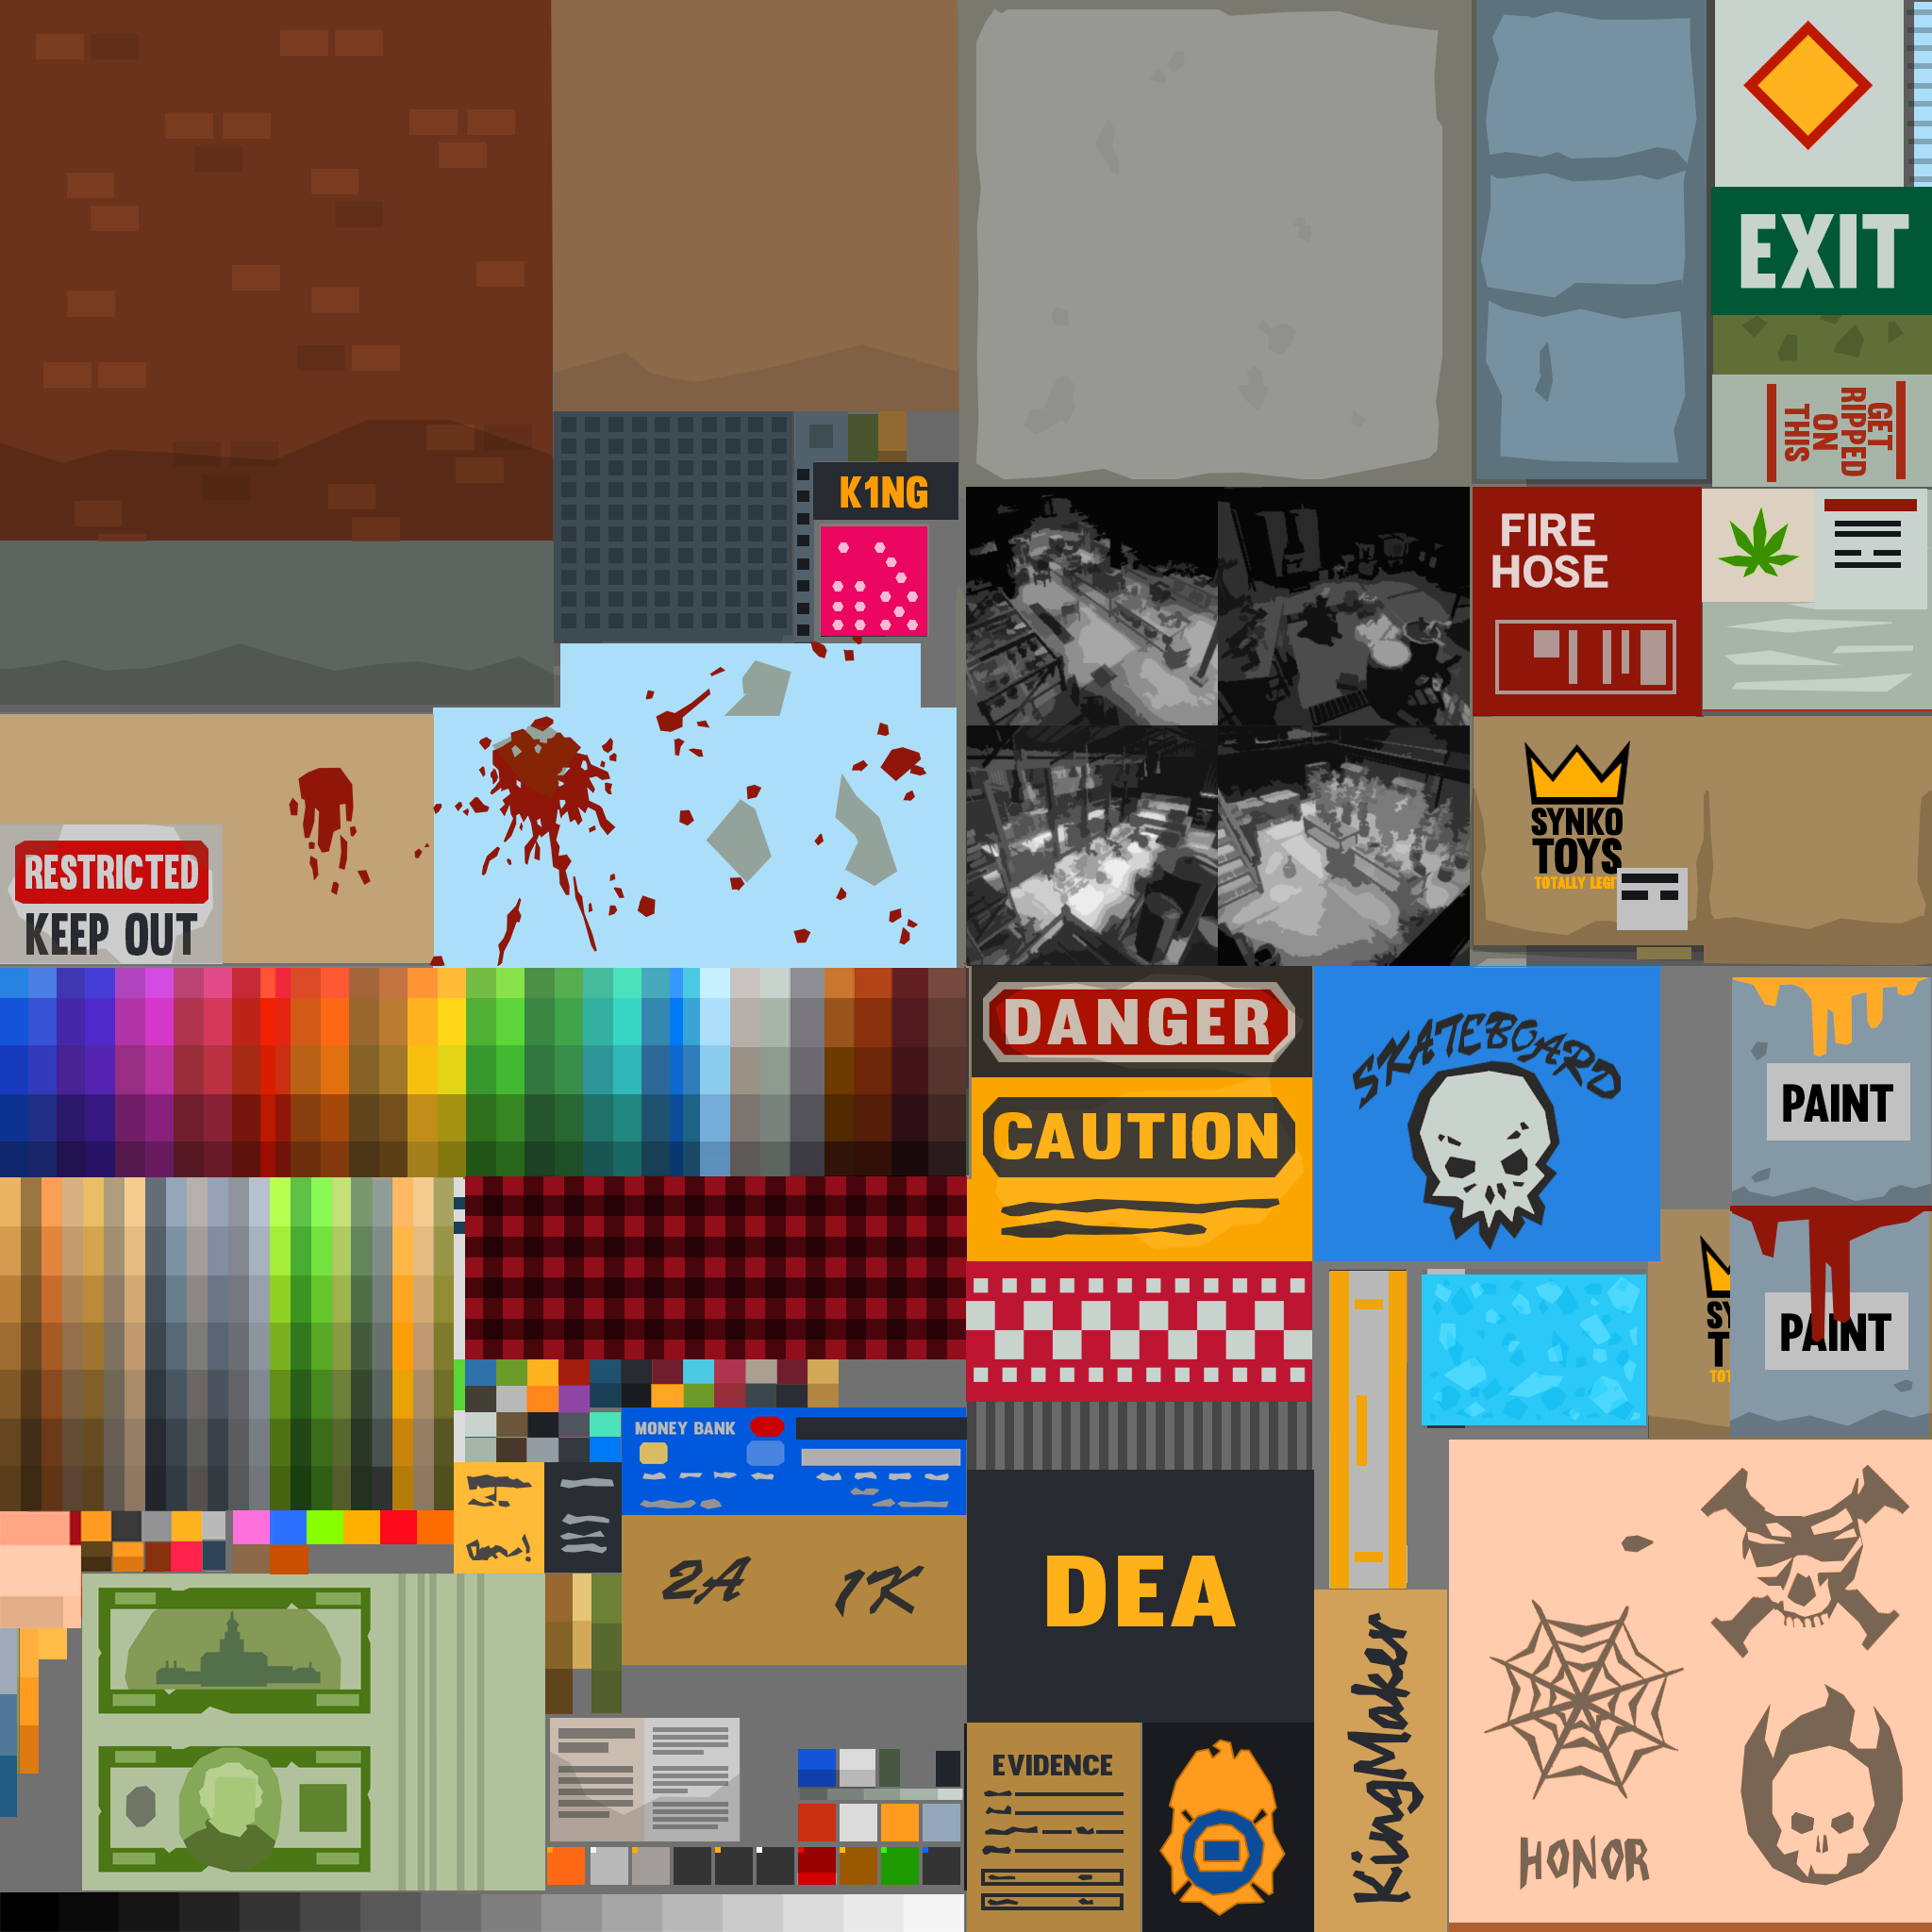 EXIT
GET
RIPPED
ON
THIS
K1NG
FIRE
HOSE
SYNKO
TOYS
RESTRICTED
KEEP OUT
DANGER
CAUTION
SKATEBOARD
PAINT
PAINT
MONEY BANK
2A
1K
DEA
KingMaker
EVIDENCE
HONOR